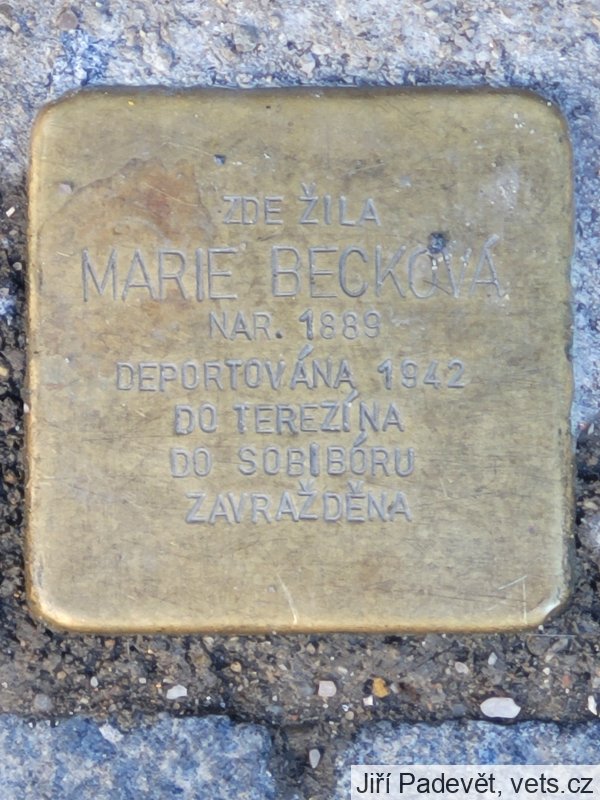 ZDE ŽILA
MARIE BECKOVÁ
NAR. 1889
DEPORTOVÁNA 1942
DO TEREZÍNA
DO SOBIBÓRU
ZAVRAŽDĚNA
Jiří Padevět, vets.cz